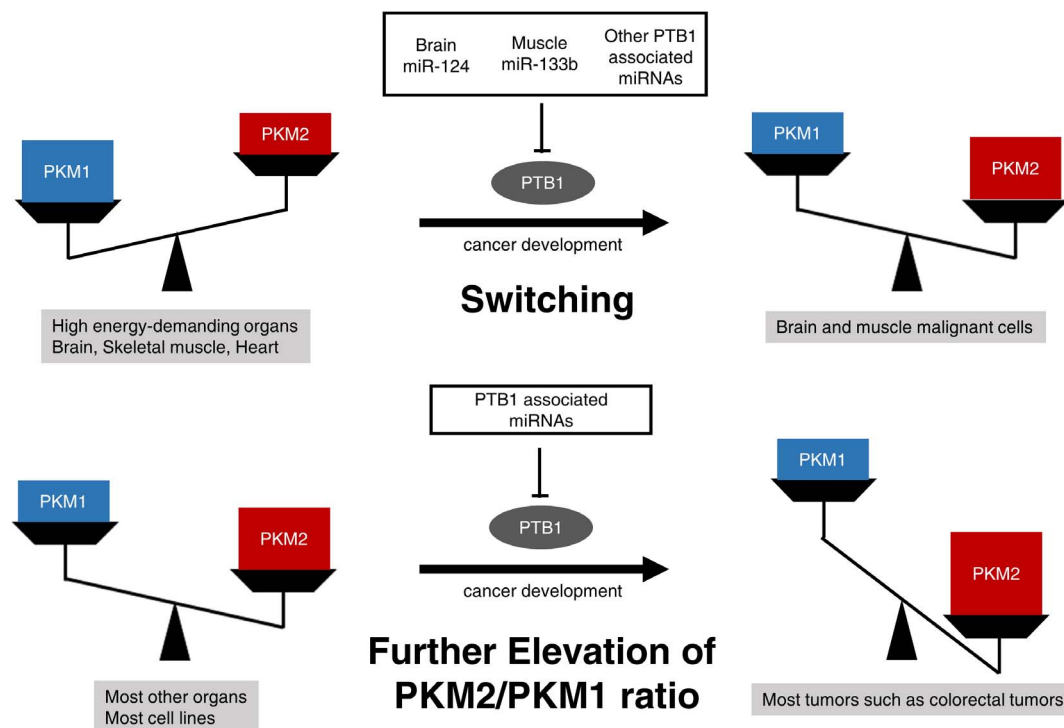 Brain
miR-124
Muscle
miR-133b
Other PTB1
associated
miRNAs
PKM1
PKM2
PTB1
cancer development
Switching
PKM1
PKM2
High energy-demanding organs
Brain, Skeletal muscle, Heart
Brain and muscle malignant cells
PTB1 associated
miRNAs
PKM1
PKM2
PTB1
cancer development
Further Elevation of
PKM2/PKM1 ratio
PKM1
PKM2
Most other organs
Most cell lines
Most tumors such as colorectal tumors